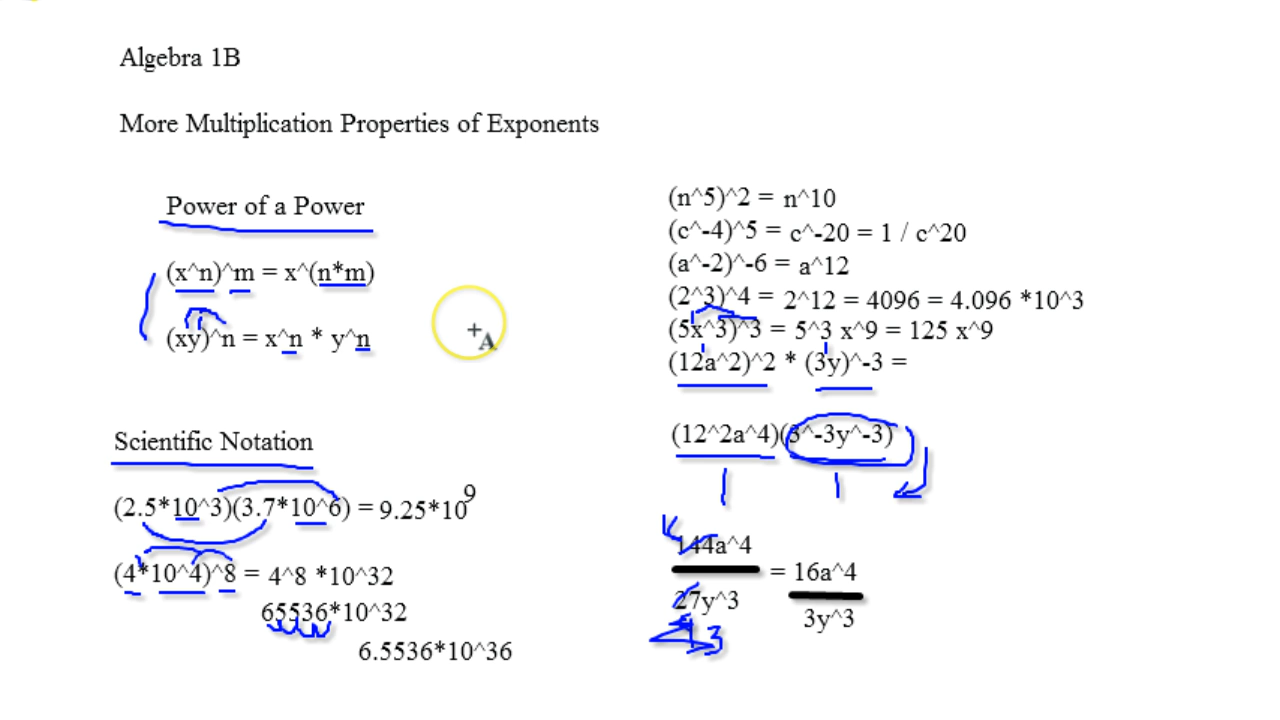 Algebra 1B
More Multiplication Properties of Exponents
Power of a Power
(x^n)^m = x^(n*m)
(xy)^n = x^n * y^n
Scientific Notation
(2.5*10^3)(3.7*10^6) = 9.25*10^9
(4*10^4)^8 = 4^8 *10^32
65536*10^32
6.5536*10^36
(n^5)^2 = n^10
(c^-4)^5 = c^-20 = 1 / c^20
(a^-2)^-6 = a^12
(2^3)^4 = 2^12 = 4096 = 4.096 *10^3
(5x^3)^3 = 5^3 x^9 = 125 x^9
(12a^2)^2 * (3y)^-3 =
(12^2a^4)(3^-3y^-3)
144a^4
27y^3
= 16a^4
3y^3
3
A